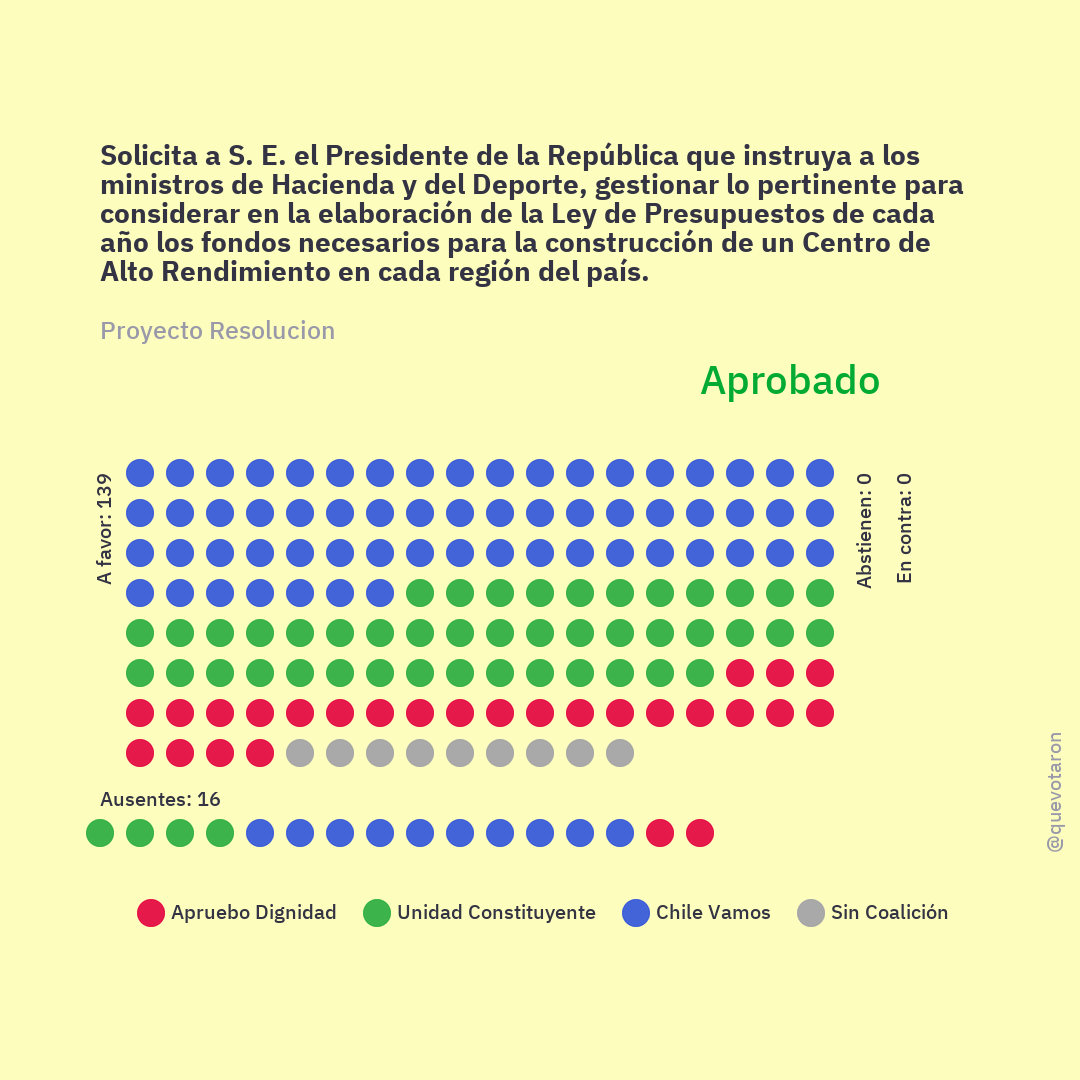 Solicita a S. E. el Presidente de la República que instruya a los
ministros de Hacienda y del Deporte, gestionar lo pertinente para
considerar en la elaboración de la Ley de Presupuestos de cada
año los fondos necesarios para la construcción de un Centro de
Alto Rendimiento en cada región del país.
Proyecto Resolucion
Aprobado
A favor: 139
Abstienen: 0
En contra: 0
Ausentes: 16
@quevotaron
Apruebo Dignidad
Unidad Constituyente
Chile Vamos
Sin Coalición